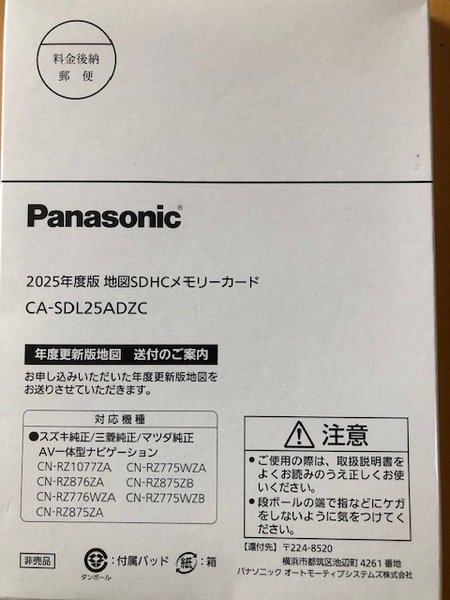 料金後納
郵便
Panasonic®
2025年度版 地図SDHCメモリーカード
CA-SDL25ADZC
年度更新版地図 送付のご案内
お申し込みいただいた年度更新版地図を
お送りさせていただきます。
対応機種
●スズキ純正/三菱純正/マツダ純正
AV一体型ナビゲーション
CN-RZ1077ZA CN-RZ775WZA
CN-RZ876ZA CN-RZ875ZB
CN-RZ776WZA CN-RZ775WZB
CN-RZ875ZA
注意
●ご使用の際は、取扱説明書を
よくお読みのうえ正しくお使
いください。
●段ボールの端で指などにケガ
をしないように気をつけてく
ださい。
非売品 ダンボール :付属パッド 紙:箱
【還付先】〒224-8520
横浜市都筑区池辺町 4261 番地
パナソニック オートモーティブシステムズ株式会社